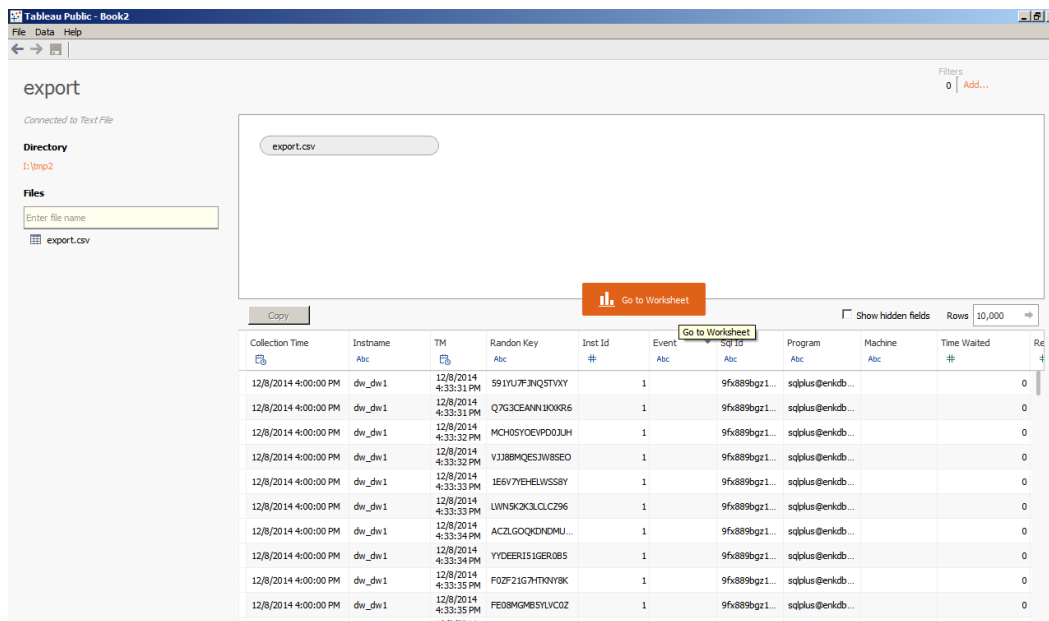 Tableau Public - Book2
File Data Help
Filters
export
0 Add...
Connected to Text File
Directory
export.csv
I:\tmp2
Files
Enter file name
export.csv
Go to Worksheet
Copy
Show hidden fields Rows 10,000
Go to Worksheet
Collection Time Instname TM Randon Key Inst Id Event Sql Id Program Machine Time Waited Re
Abc Abc # Abc Abc Abc Abc # #
12/8/2014 4:00:00 PM dw_dw1 12/8/2014 4:33:31 PM 591YU7FJNQ5TVXY 1 9fx889bgz1... sqlplus@enkdb... 0
12/8/2014 4:00:00 PM dw_dw1 12/8/2014 4:33:31 PM Q7G3CEANN1KXKR6 1 9fx889bgz1... sqlplus@enkdb... 0
12/8/2014 4:00:00 PM dw_dw1 12/8/2014 4:33:32 PM MCH0SYOEVPD0JUH 1 9fx889bgz1... sqlplus@enkdb... 0
12/8/2014 4:00:00 PM dw_dw1 12/8/2014 4:33:32 PM VJJ8BMQESJW8SEO 1 9fx889bgz1... sqlplus@enkdb... 0
12/8/2014 4:00:00 PM dw_dw1 12/8/2014 4:33:33 PM 1E6V7YEHELWSS8Y 1 9fx889bgz1... sqlplus@enkdb... 0
12/8/2014 4:00:00 PM dw_dw1 12/8/2014 4:33:33 PM LWN5K2K3LCLCZ96 1 9fx889bgz1... sqlplus@enkdb... 0
12/8/2014 4:00:00 PM dw_dw1 12/8/2014 4:33:34 PM ACZLGOQKDNDMU... 1 9fx889bgz1... sqlplus@enkdb... 0
12/8/2014 4:00:00 PM dw_dw1 12/8/2014 4:33:34 PM YYDEERI51GER0B5 1 9fx889bgz1... sqlplus@enkdb... 0
12/8/2014 4:00:00 PM dw_dw1 12/8/2014 4:33:35 PM F0ZF21G7HTKNY8K 1 9fx889bgz1... sqlplus@enkdb... 0
12/8/2014 4:00:00 PM dw_dw1 12/8/2014 4:33:35 PM FE08MGMB5YLVC0Z 1 9fx889bgz1... sqlplus@enkdb... 0